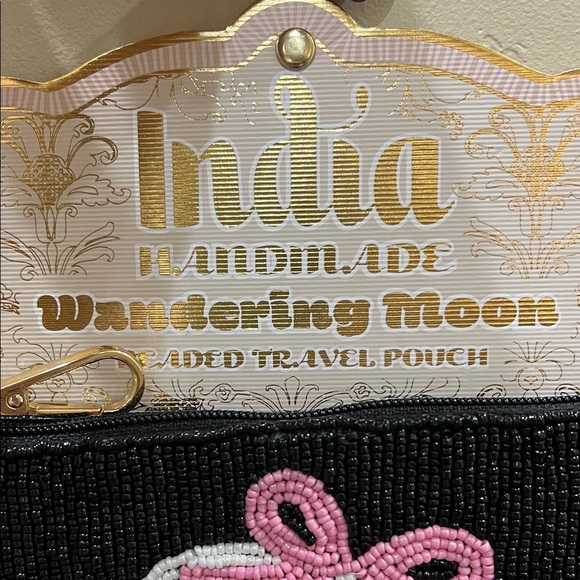 India
HANDMADE
Wandering Moon
BEADED TRAVEL POUCH